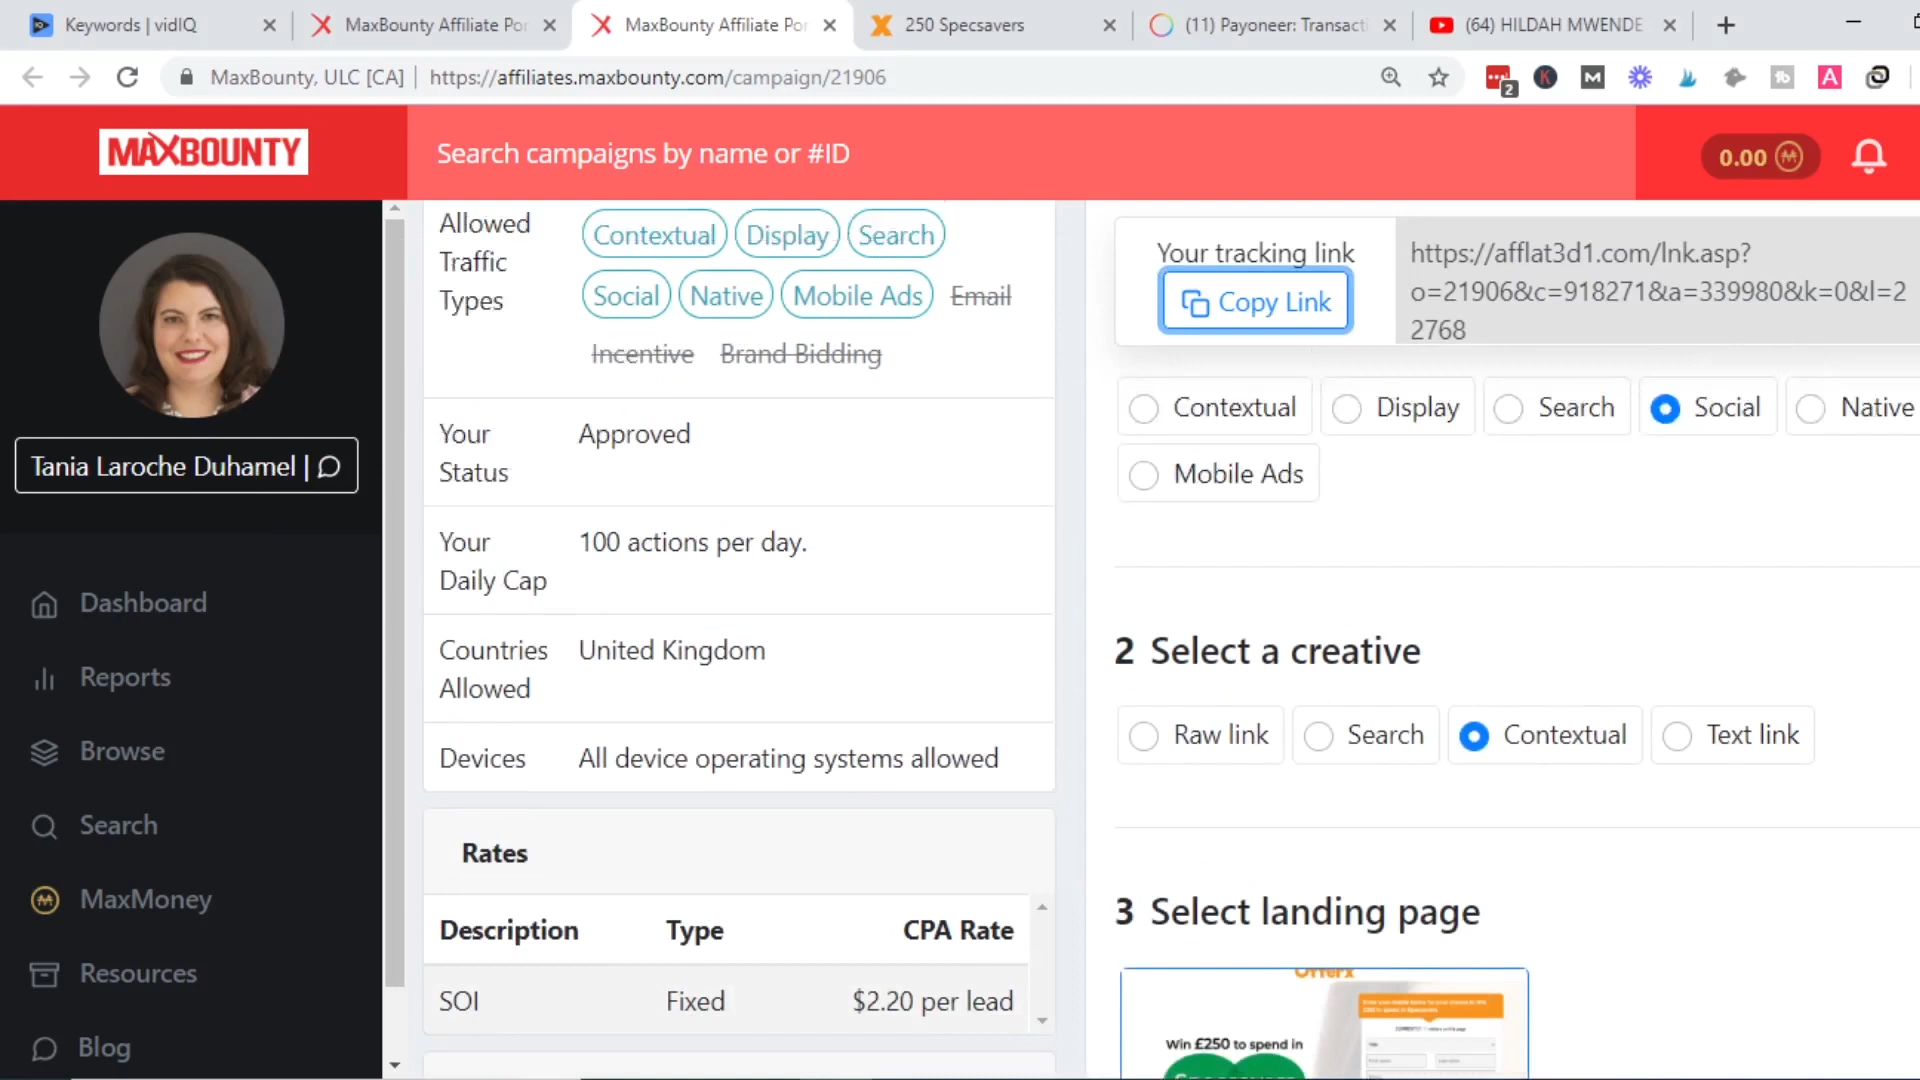 Keywords | vidIQ
MaxBounty Affiliate Por
MaxBounty Affiliate Por
250 Specsavers
(11) Payoneer: Transacti
(64) HILDAH MWENDE
MaxBounty, ULC [CA] | https://affiliates.maxbounty.com/campaign/21906
2
MAXBOUNTY
Search campaigns by name or #ID
0.00
Tania Laroche Duhamel |
Dashboard
Reports
Browse
Search
MaxMoney
Resources
Blog
Allowed Traffic Types
Contextual Display Search
Social Native Mobile Ads Email
Incentive Brand Bidding
Your Status
Approved
Your Daily Cap
100 actions per day.
Countries Allowed
United Kingdom
Devices
All device operating systems allowed
Rates
Description Type CPA Rate
SOI Fixed $2.20 per lead
Your tracking link
Copy Link
https://afflat3d1.com/lnk.asp?
o=21906&c=918271&a=339980&k=0&l=2
2768
Contextual Display Search Social Native
Mobile Ads
2 Select a creative
Raw link Search Contextual Text link
3 Select landing page
OfferX
Win £250 to spend in